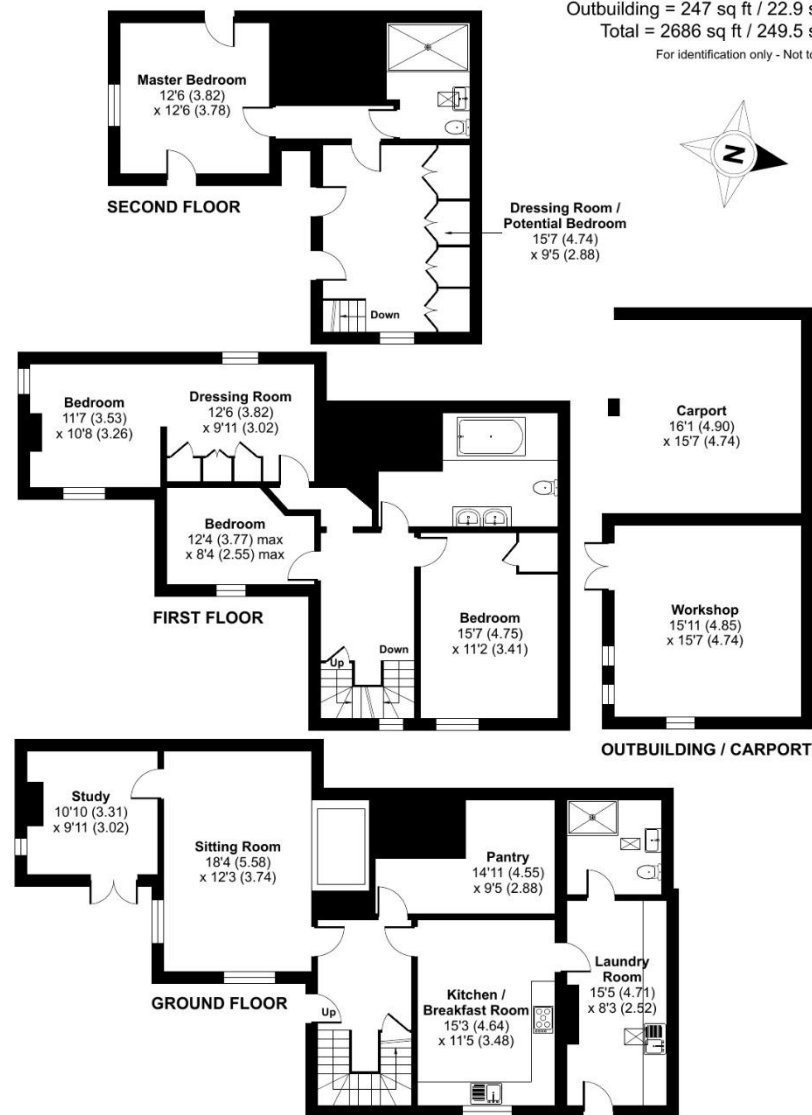 Outbuilding = 247 sq ft / 22.9 s
Total = 2686 sq ft / 249.5 s
For identification only - Not to
N
Master Bedroom
12'6 (3.82)
x 12'6 (3.78)
SECOND FLOOR
Dressing Room /
Potential Bedroom
15'7 (4.74)
x 9'5 (2.88)
Down
Bedroom
11'7 (3.53)
x 10'8 (3.26)
Dressing Room
12'6 (3.82)
x 9'11 (3.02)
Bedroom
12'4 (3.77) max
x 8'4 (2.55) max
FIRST FLOOR
Up
Down
Bedroom
15'7 (4.75)
x 11'2 (3.41)
Carport
16'1 (4.90)
x 15'7 (4.74)
Workshop
15'11 (4.85)
x 15'7 (4.74)
OUTBUILDING / CARPORT
Study
10'10 (3.31)
x 9'11 (3.02)
Sitting Room
18'4 (5.58)
x 12'3 (3.74)
Pantry
14'11 (4.55)
x 9'5 (2.88)
GROUND FLOOR
Up
Kitchen /
Breakfast Room
15'3 (4.64)
x 11'5 (3.48)
Laundry
Room
15'5 (4.71)
x 8'3 (2.52)